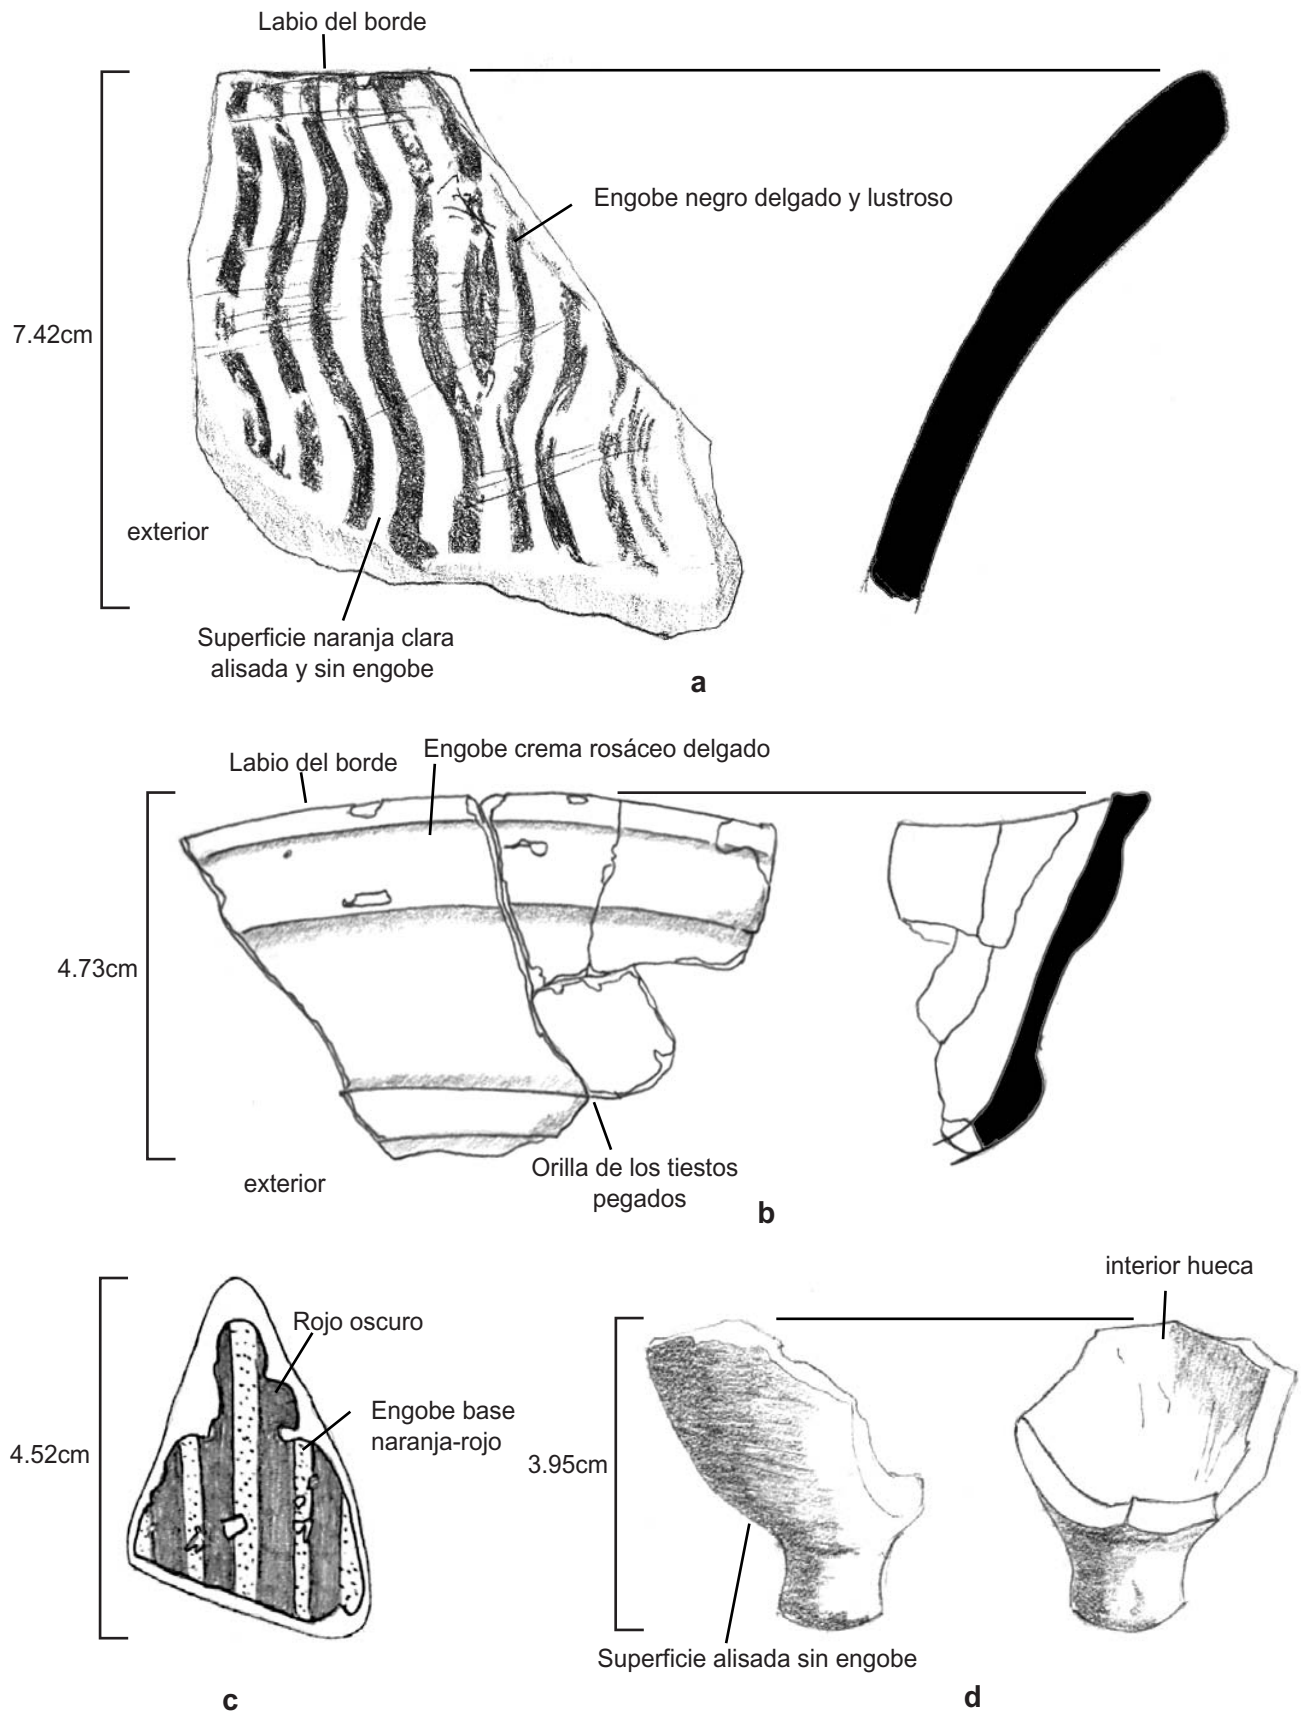 Labio del borde
Engobe negro delgado y lustroso
7.42cm
exterior
Superficie naranja clara
alisada y sin engobe
a
Labio del borde
Engobe crema rosáceo delgado
4.73cm
Orilla de los tiestos
pegados
exterior
b
interior hueca
Rojo oscuro
Engobe base
naranja-rojo
4.52cm
3.95cm
Superficie alisada sin engobe
c
d